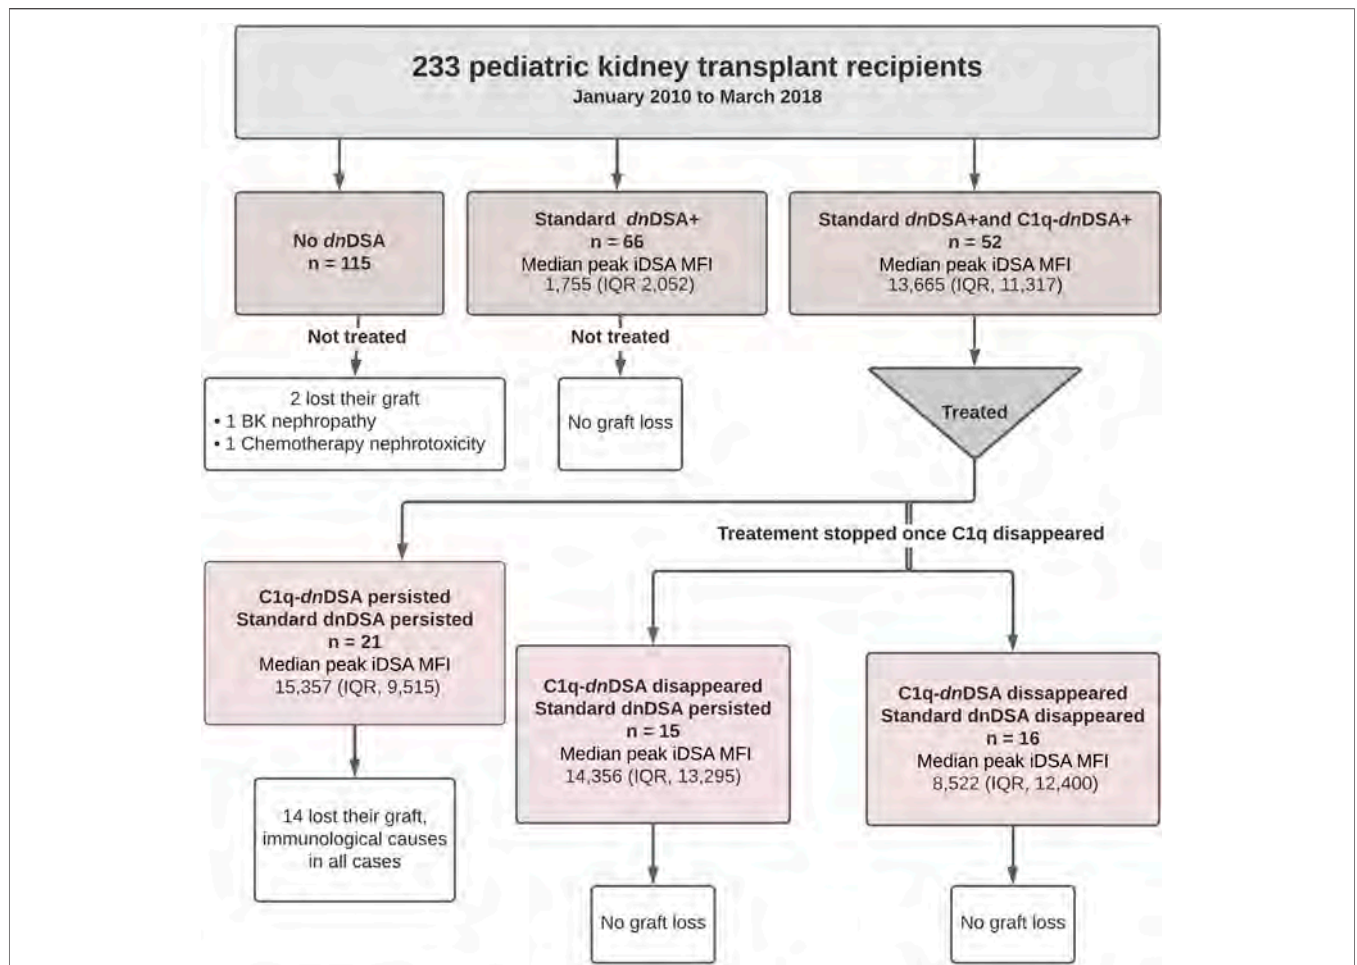 233 pediatric kidney transplant recipients
January 2010 to March 2018
No dnDSA
n = 115
Standard dnDSA+
n = 66
Median peak iDSA MFI
1,755 (IQR 2,052)
Standard dnDSA+and C1q-dnDSA+
n = 52
Median peak iDSA MFI
13,665 (IQR, 11,317)
Not treated
Not treated
2 lost their graft
• 1 BK nephropathy
• 1 Chemotherapy nephrotoxicity
No graft loss
Treated
Treatement stopped once C1q disappeared
C1q-dnDSA persisted
Standard dnDSA persisted
n = 21
Median peak iDSA MFI
15,357 (IQR, 9,515)
C1q-dnDSA disappeared
Standard dnDSA persisted
n = 15
Median peak iDSA MFI
14,356 (IQR, 13,295)
C1q-dnDSA dissappeared
Standard dnDSA disappeared
n = 16
Median peak iDSA MFI
8,522 (IQR, 12,400)
14 lost their graft,
immunological causes
in all cases
No graft loss
No graft loss